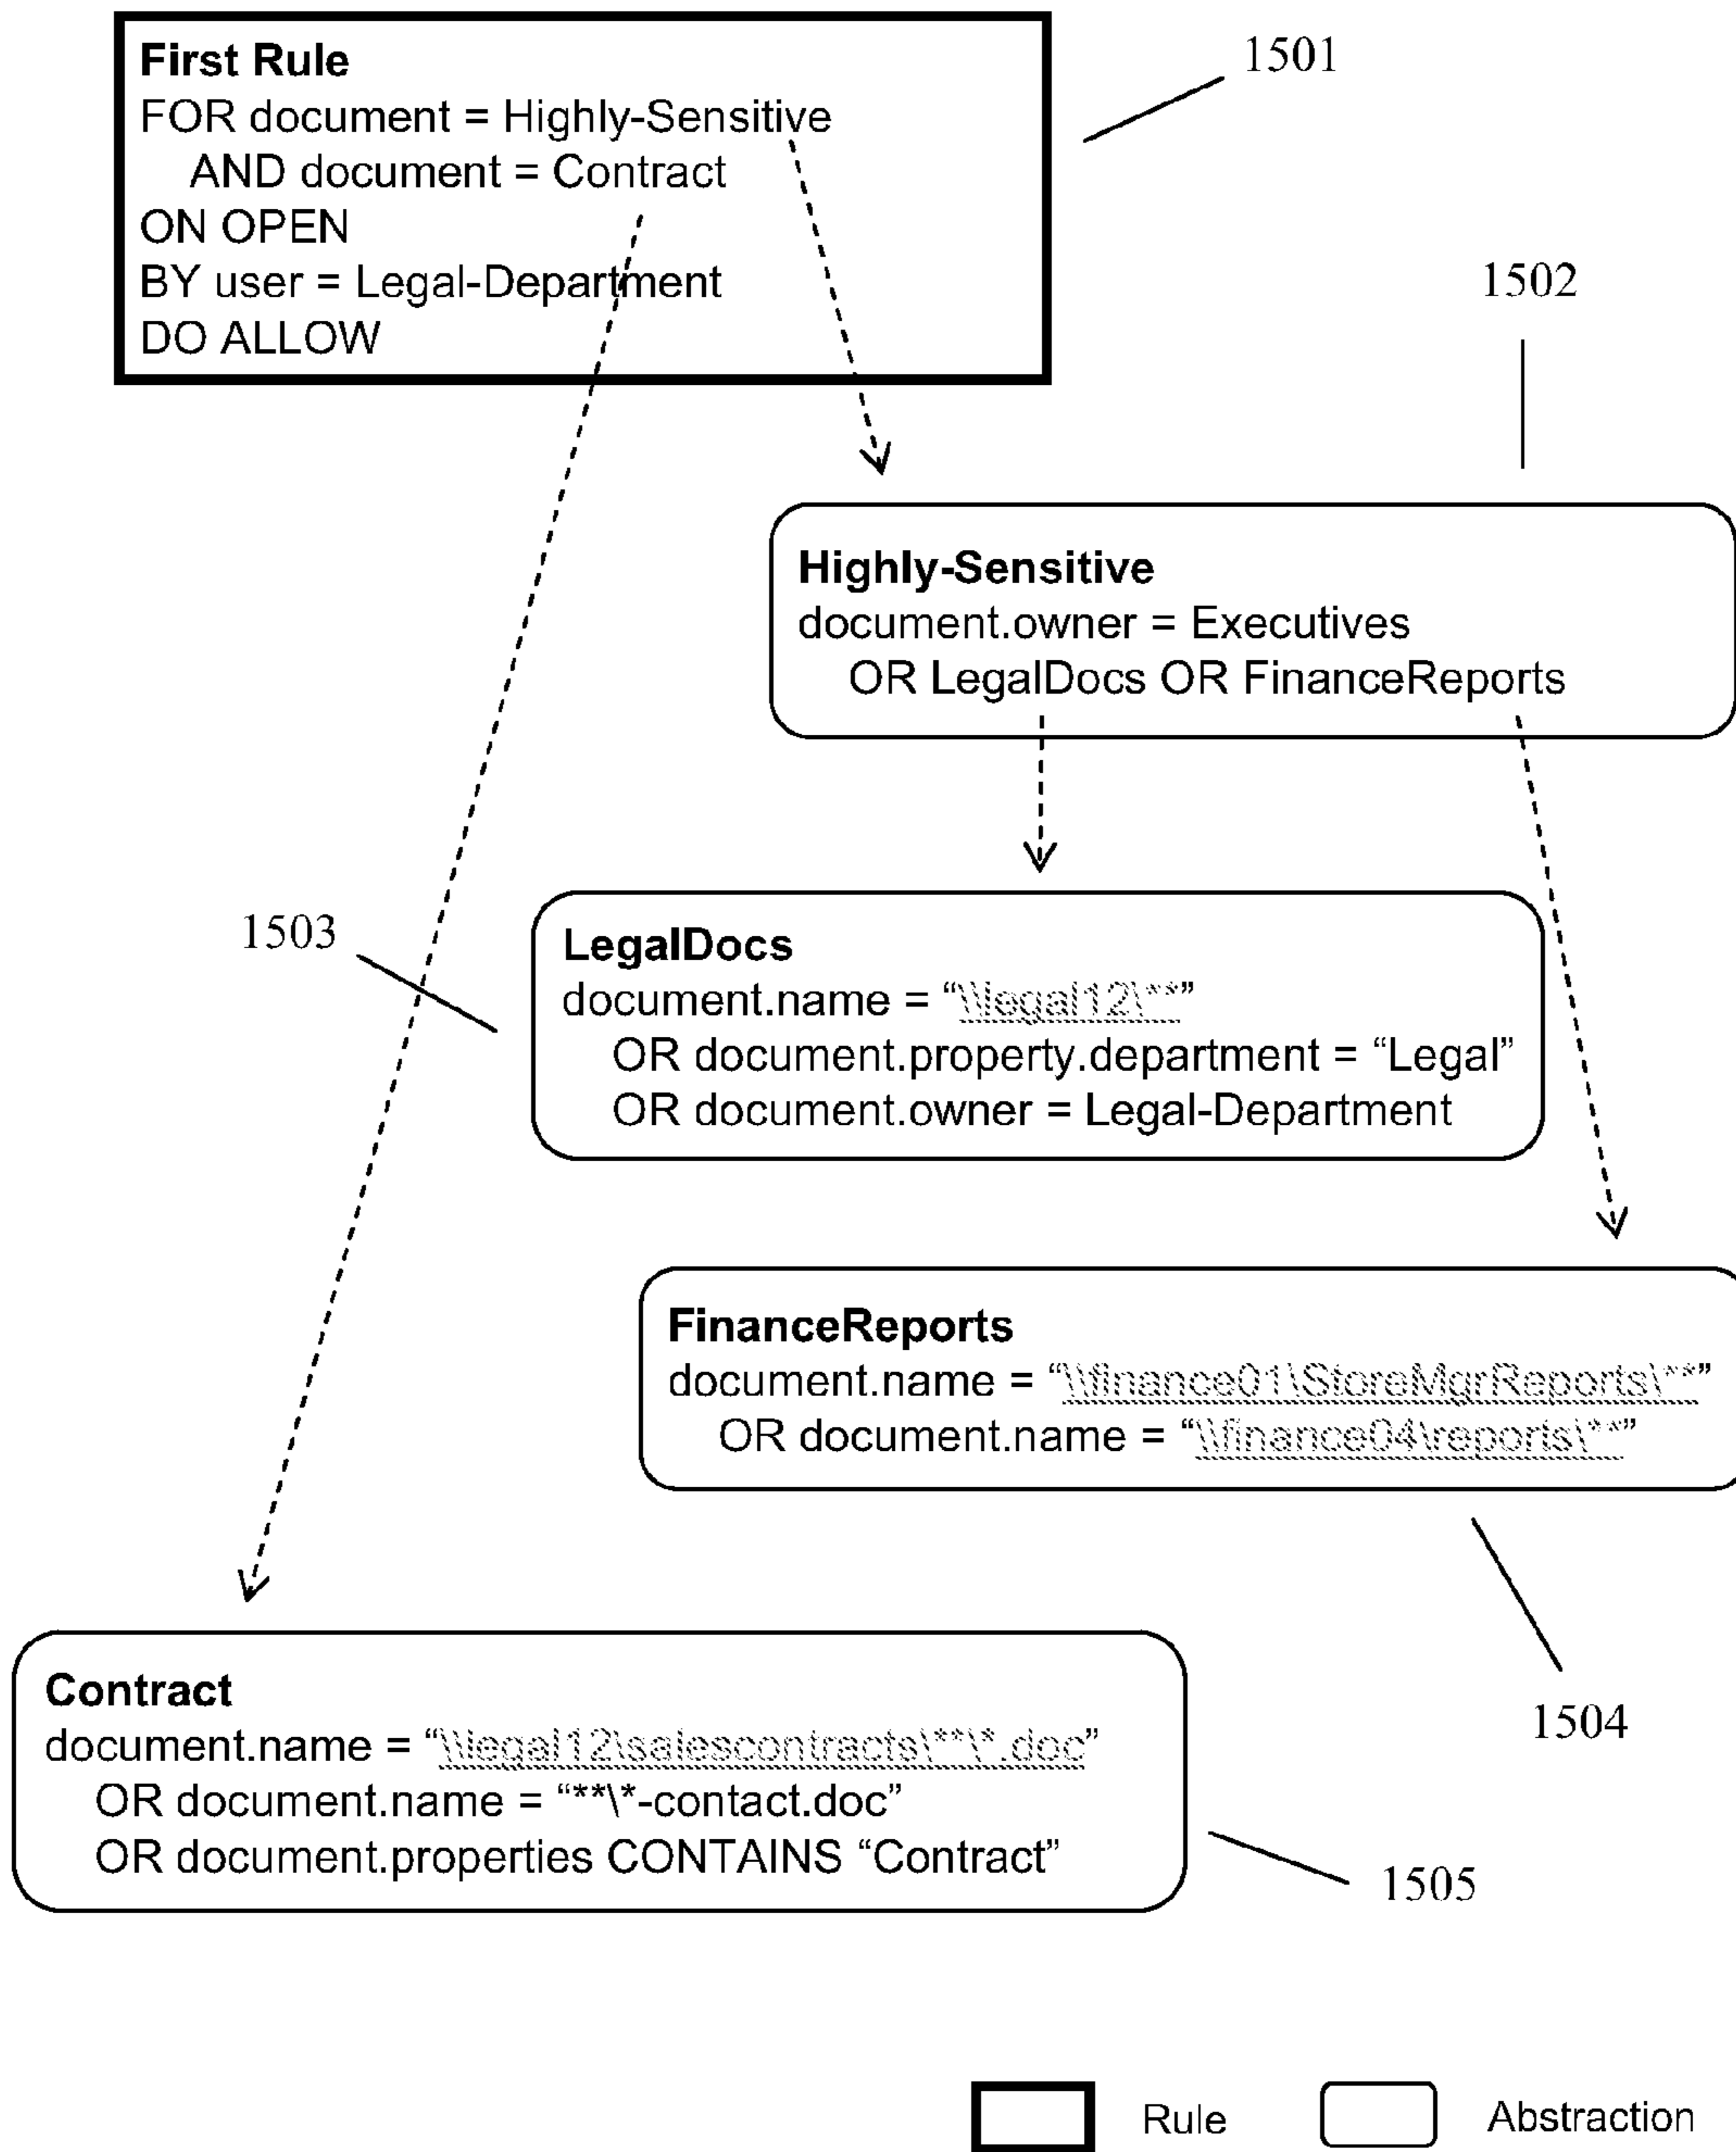 First Rule
1501
FOR document = Highly-Sensitive
AND document = Contract
ON OPEN
BY user = Legal-Department
DO ALLOW
1502
Highly-Sensitive
document.owner = Executives
OR LegalDocs OR FinanceReports
1503
LegalDocs
document.name = “\\legal12\**”
OR document.property.department = “Legal”
OR document.owner = Legal-Department
FinanceReports
document.name = “\\finance01\StoreMgrReports\**”
OR document.name = “\\finance04\reports\**”
1504
Contract
document.name = “\\legal12\salescontracts\**\*.doc”
OR document.name = “**\*-contact.doc”
OR document.properties CONTAINS “Contract”
1505
Rule
Abstraction